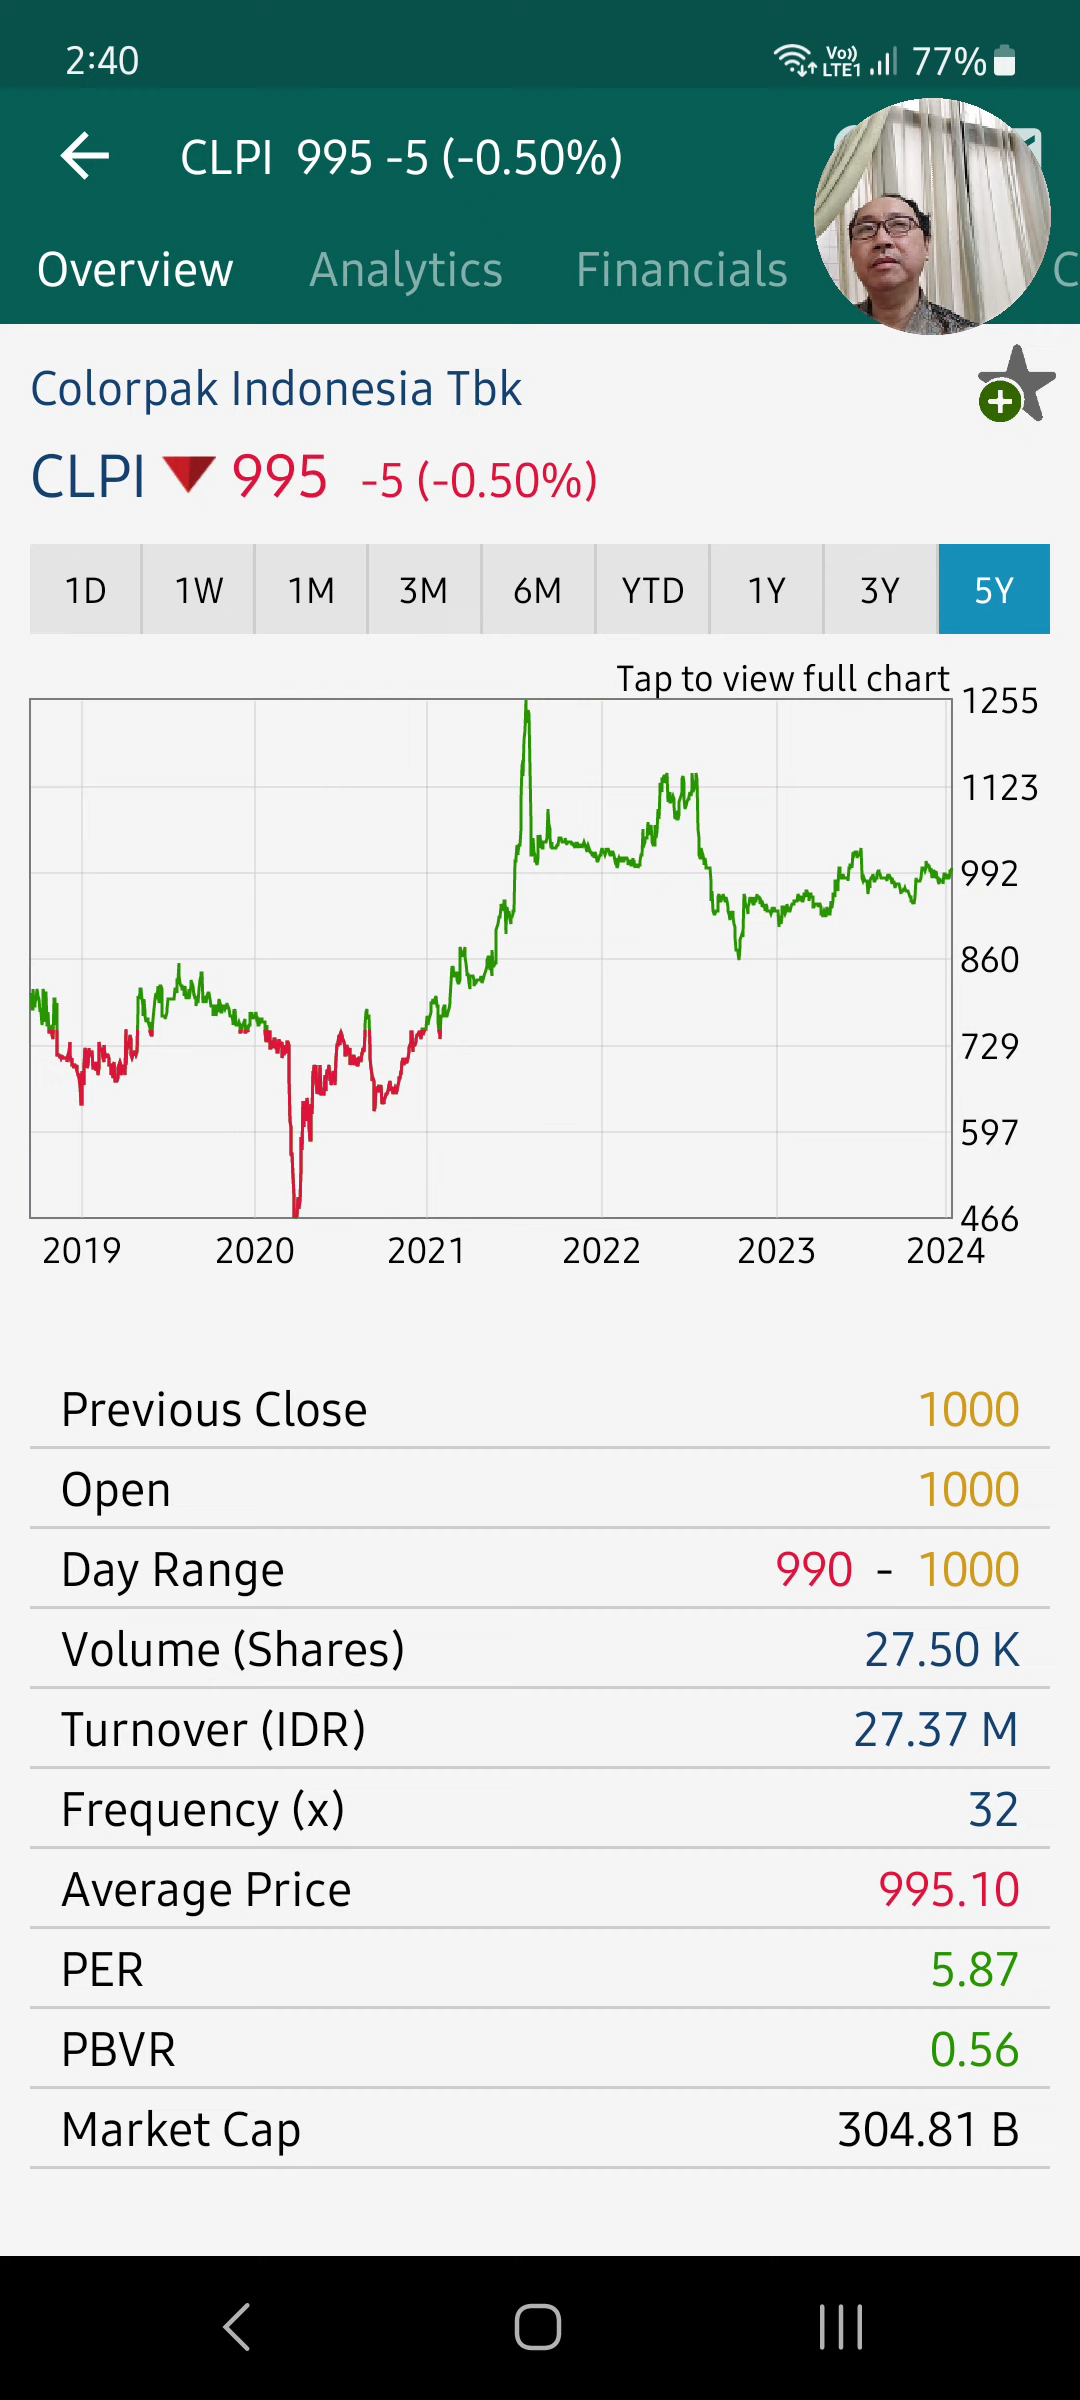 2:40 Vo)) LTE1 77%
CLPI 995 -5 (-0.50%)
Overview Analytics Financials C
Colorpak Indonesia Tbk
CLPI 995 -5 (-0.50%)
1D 1W 1M 3M 6M YTD 1Y 3Y 5Y
Tap to view full chart
1255
1123
992
860
729
597
466
2019 2020 2021 2022 2023 2024
Previous Close 1000
Open 1000
Day Range 990 - 1000
Volume (Shares) 27.50 K
Turnover (IDR) 27.37 M
Frequency (x) 32
Average Price 995.10
PER 5.87
PBVR 0.56
Market Cap 304.81 B